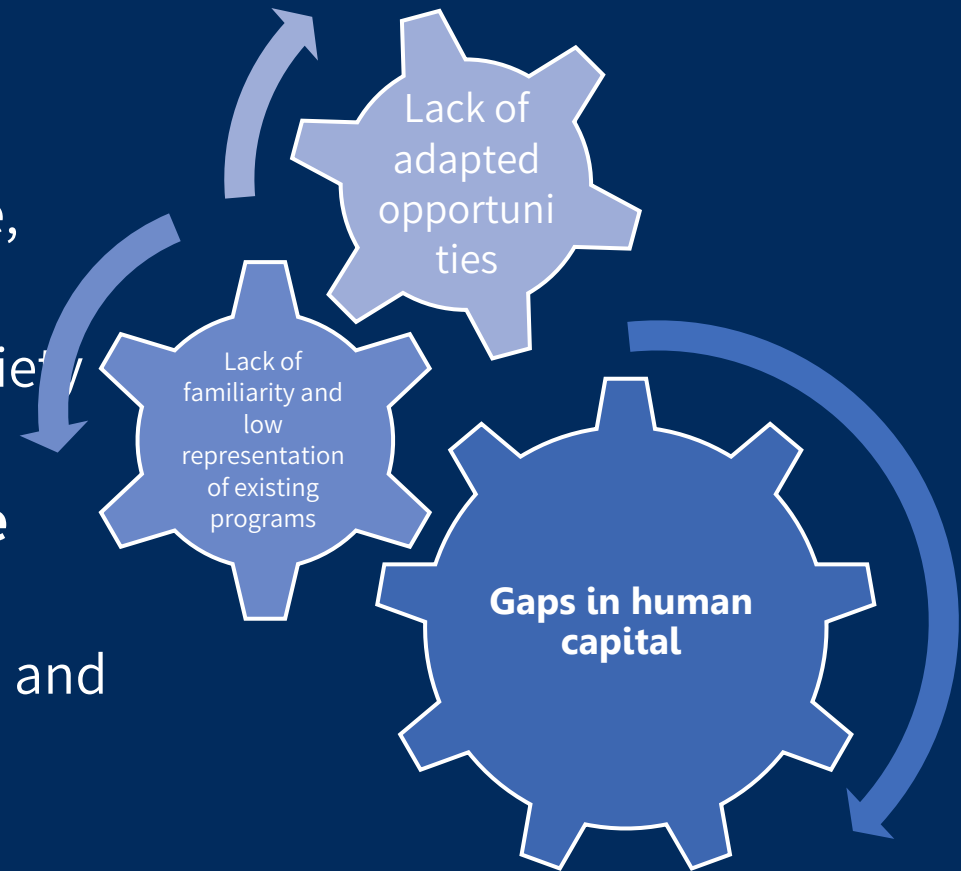 e,
iety
e
and
Lack of
adapted
opportuni
ties
Lack of
familiarity and
low
representation
of existing
programs
Gaps in human
capital